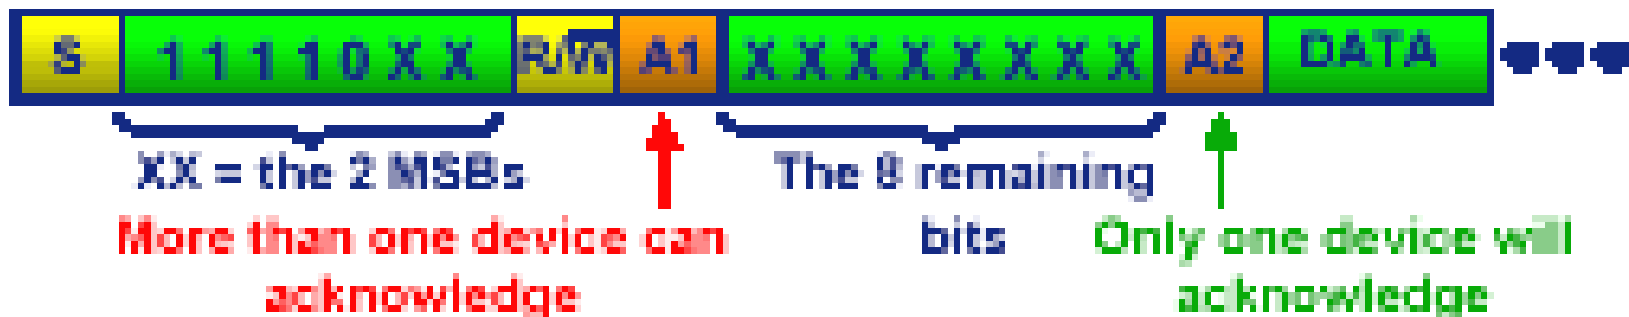 S 1 1 1 1 0 X X R/W A1 X X X X X X X X A2 DATA
XX = the 2 MSBs
The 8 remaining
bits
More than one device can
acknowledge
Only one device will
acknowledge